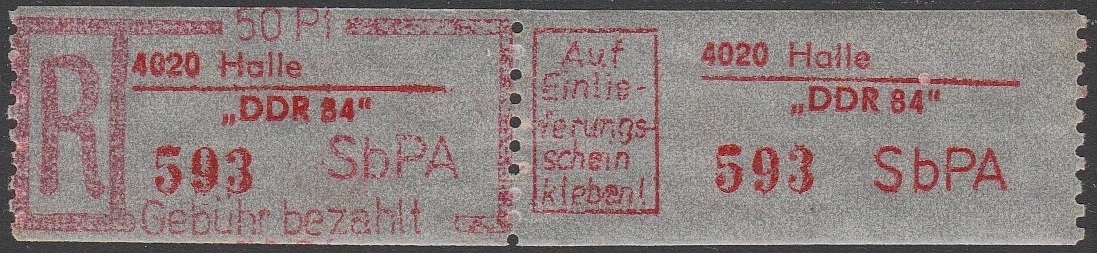 50 Pf
R
4020 Halle
„DDR 84“
593 SbPA
Gebühr bezahlt
Auf
Einlie-
ferungs-
schein
kleben!
4020 Halle
„DDR 84“
593 SbPA